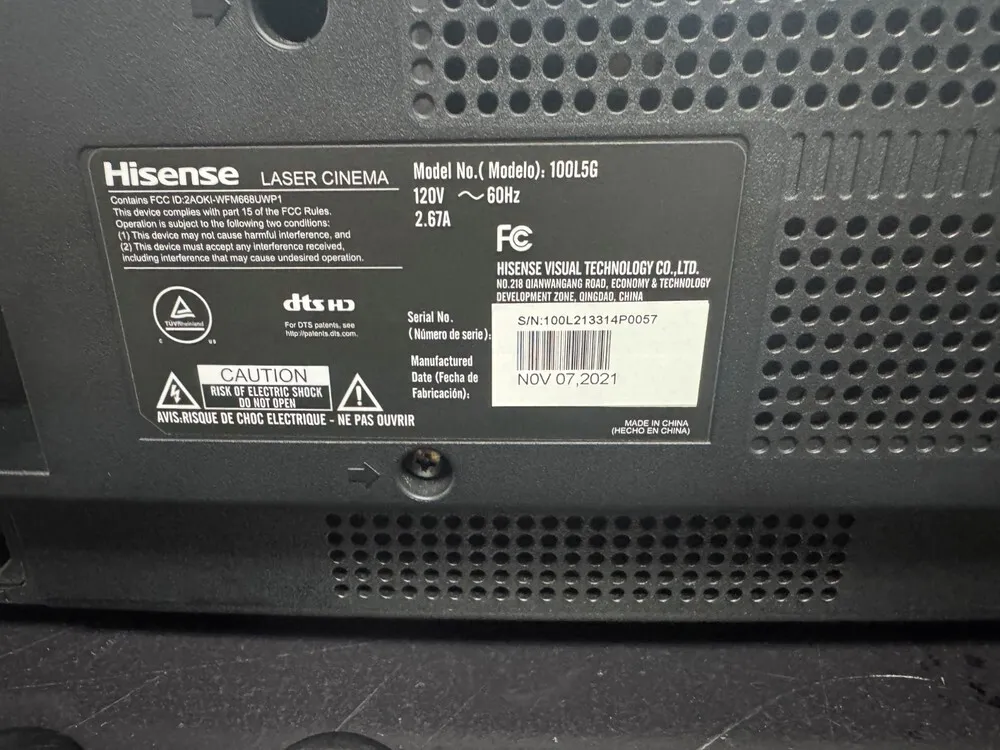 Hisense LASER CINEMA
Contains FCC ID:2AOKI-WFM668UWP1
This device complies with part 15 of the FCC Rules.
Operation is subject to the following two conditions:
(1) This device may not cause harmful interference, and
(2) This device must accept any interference received,
including interference that may cause undesired operation.
Model No.( Modelo): 100L5G
120V ～ 60Hz
2.67A
FC
HISENSE VISUAL TECHNOLOGY CO.,LTD.
NO.218 QIANWANGANG ROAD, ECONOMY & TECHNOLOGY
DEVELOPMENT ZONE, QINGDAO, CHINA
TÜVRheinland
C US
dts HD
For DTS patents, see
http://patents.dts.com.
Serial No.
(Número de serie):
S/N:100L213314P0057
Manufactured
Date (Fecha de
Fabricación):
NOV 07,2021
CAUTION
RISK OF ELECTRIC SHOCK
DO NOT OPEN
AVIS:RISQUE DE CHOC ELECTRIQUE - NE PAS OUVRIR
MADE IN CHINA
(HECHO EN CHINA)